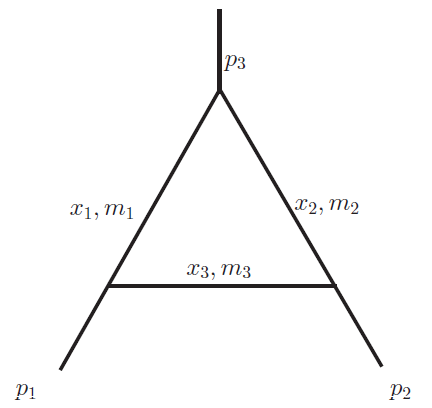 p₃
x₁, m₁
x₂, m₂
x₃, m₃
p₁
p₂